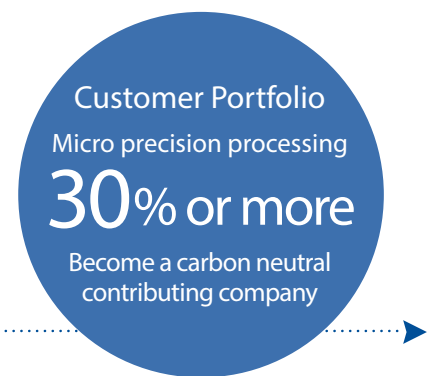 Customer Portfolio
Micro precision processing
30% or more
Become a carbon neutral
contributing company